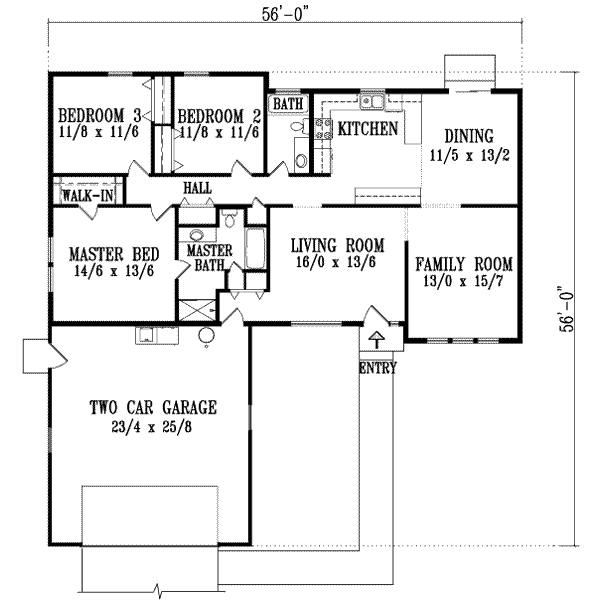 56'-0"
BEDROOM 3
11/8 x 11/6
BEDROOM 2
11/8 x 11/6
BATH
KITCHEN
DINING
11/5 x 13/2
HALL
WALK-IN
MASTER BED
14/6 x 13/6
MASTER
BATH
LIVING ROOM
16/0 x 13/6
FAMILY ROOM
13/0 x 15/7
56'-0"
ENTRY
TWO CAR GARAGE
23/4 x 25/8